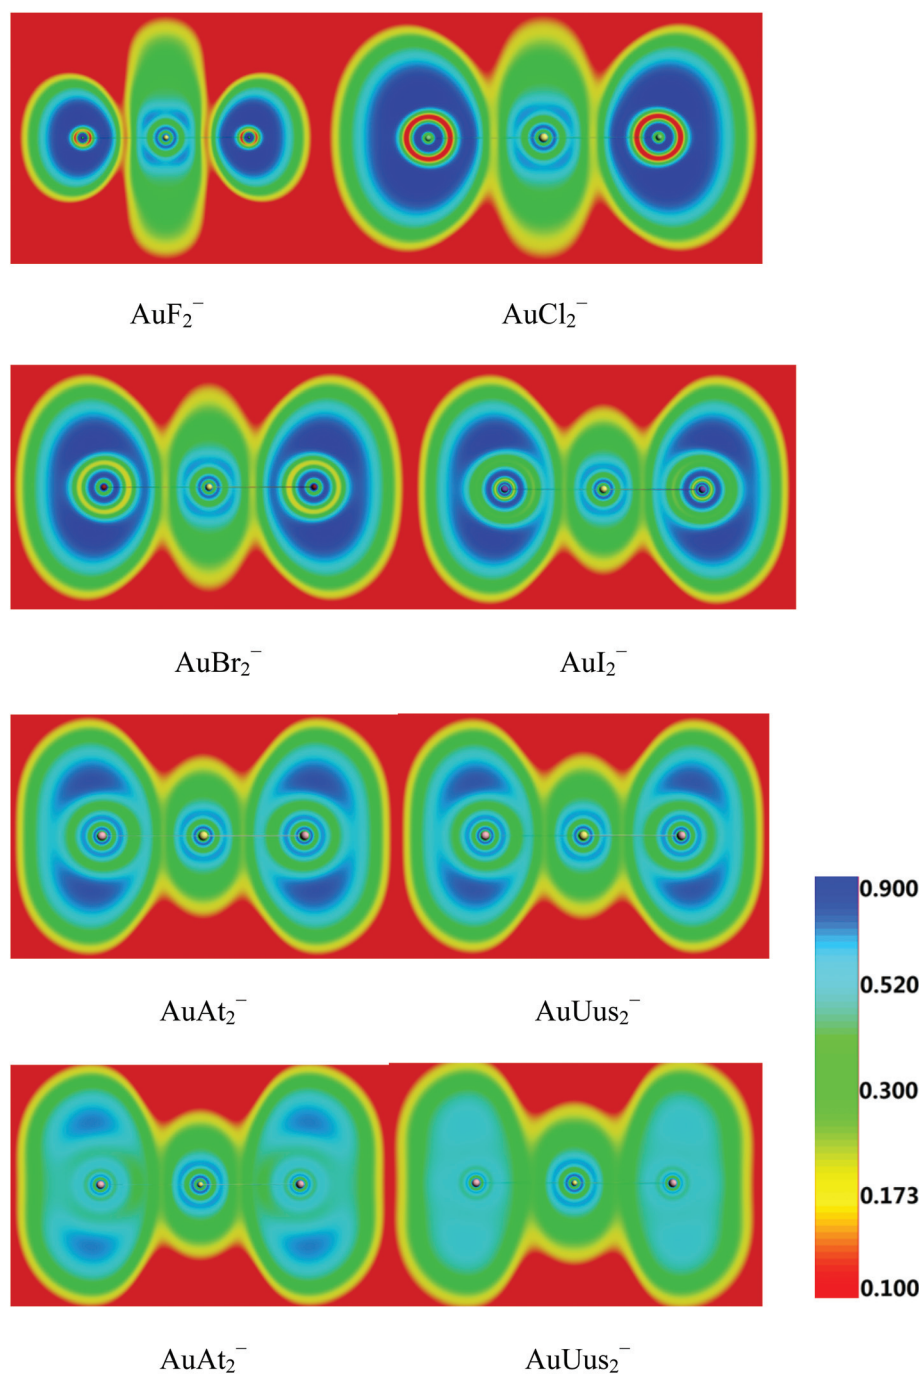 AuF₂⁻ AuCl₂⁻
AuBr₂⁻ AuI₂⁻
AuAt₂⁻ AuUus₂⁻
0.900
0.520
0.300
0.173
0.100
AuAt₂⁻ AuUus₂⁻